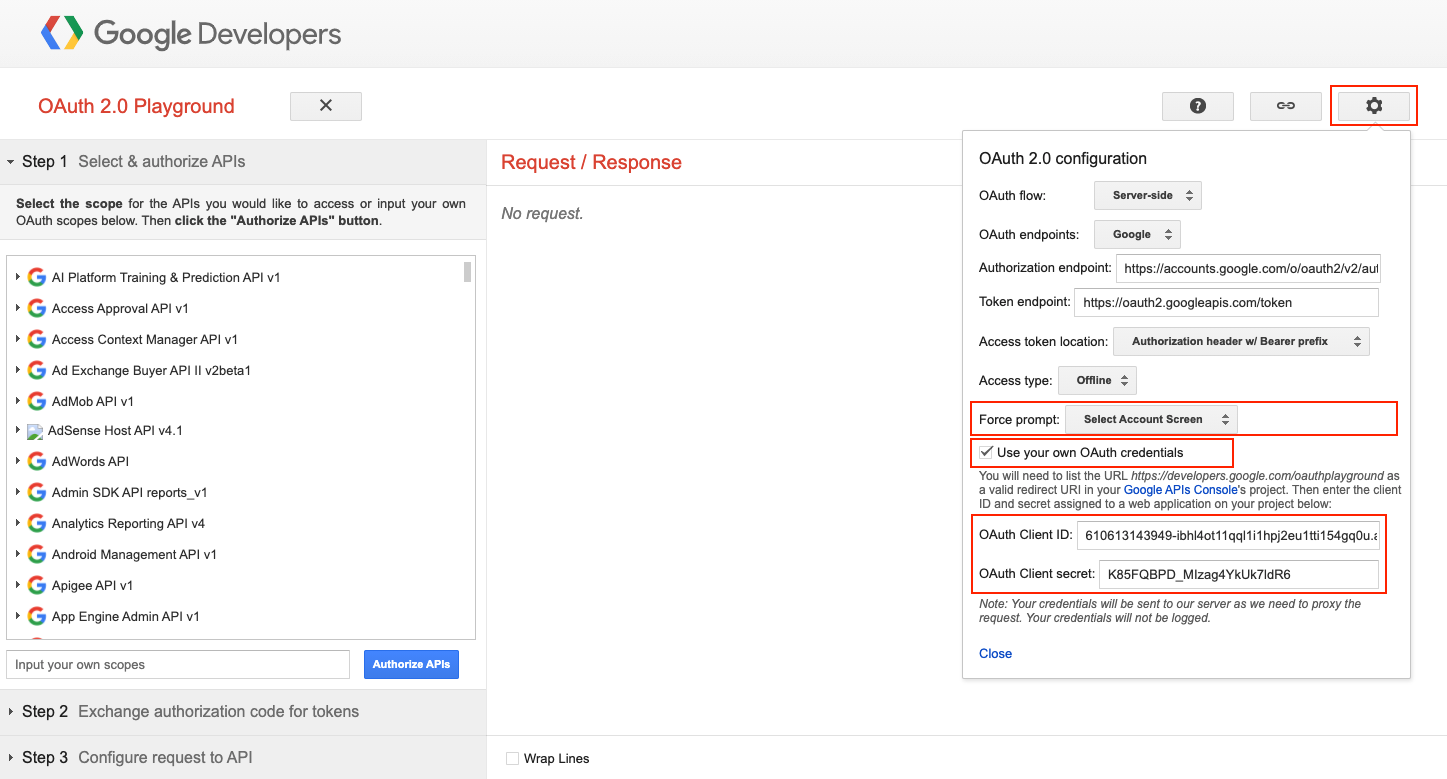 Google Developers
OAuth 2.0 Playground
Step 1 Select & authorize APIs
Select the scope for the APIs you would like to access or input your own
OAuth scopes below. Then click the "Authorize APIs" button.
AI Platform Training & Prediction API v1
Access Approval API v1
Access Context Manager API v1
Ad Exchange Buyer API II v2beta1
AdMob API v1
AdSense Host API v4.1
AdWords API
Admin SDK API reports_v1
Analytics Reporting API v4
Android Management API v1
Apigee API v1
App Engine Admin API v1
Input your own scopes
Authorize APIs
Step 2 Exchange authorization code for tokens
Step 3 Configure request to API
Request / Response
No request.
Wrap Lines
OAuth 2.0 configuration
OAuth flow: Server-side
OAuth endpoints: Google
Authorization endpoint: https://accounts.google.com/o/oauth2/v2/aut
Token endpoint: https://oauth2.googleapis.com/token
Access token location: Authorization header w/ Bearer prefix
Access type: Offline
Force prompt: Select Account Screen
Use your own OAuth credentials
You will need to list the URL https://developers.google.com/oauthplayground as
a valid redirect URI in your Google APIs Console's project. Then enter the client
ID and secret assigned to a web application on your project below:
OAuth Client ID: 610613143949-ibhl4ot11qql1i1hpj2eu1tti154gq0u.a
OAuth Client secret: K85FQBPD_MIzag4YkUk7ldR6
Note: Your credentials will be sent to our server as we need to proxy the
request. Your credentials will not be logged.
Close